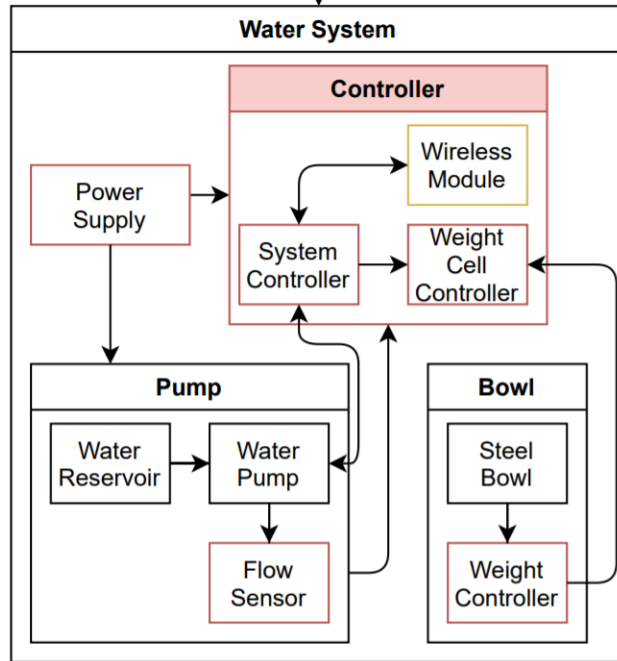 Water System
Controller
Wireless
Module
Power
Supply
System
Controller
Weight
Cell
Controller
Pump
Bowl
Water
Reservoir
Water
Pump
Steel
Bowl
Flow
Sensor
Weight
Controller